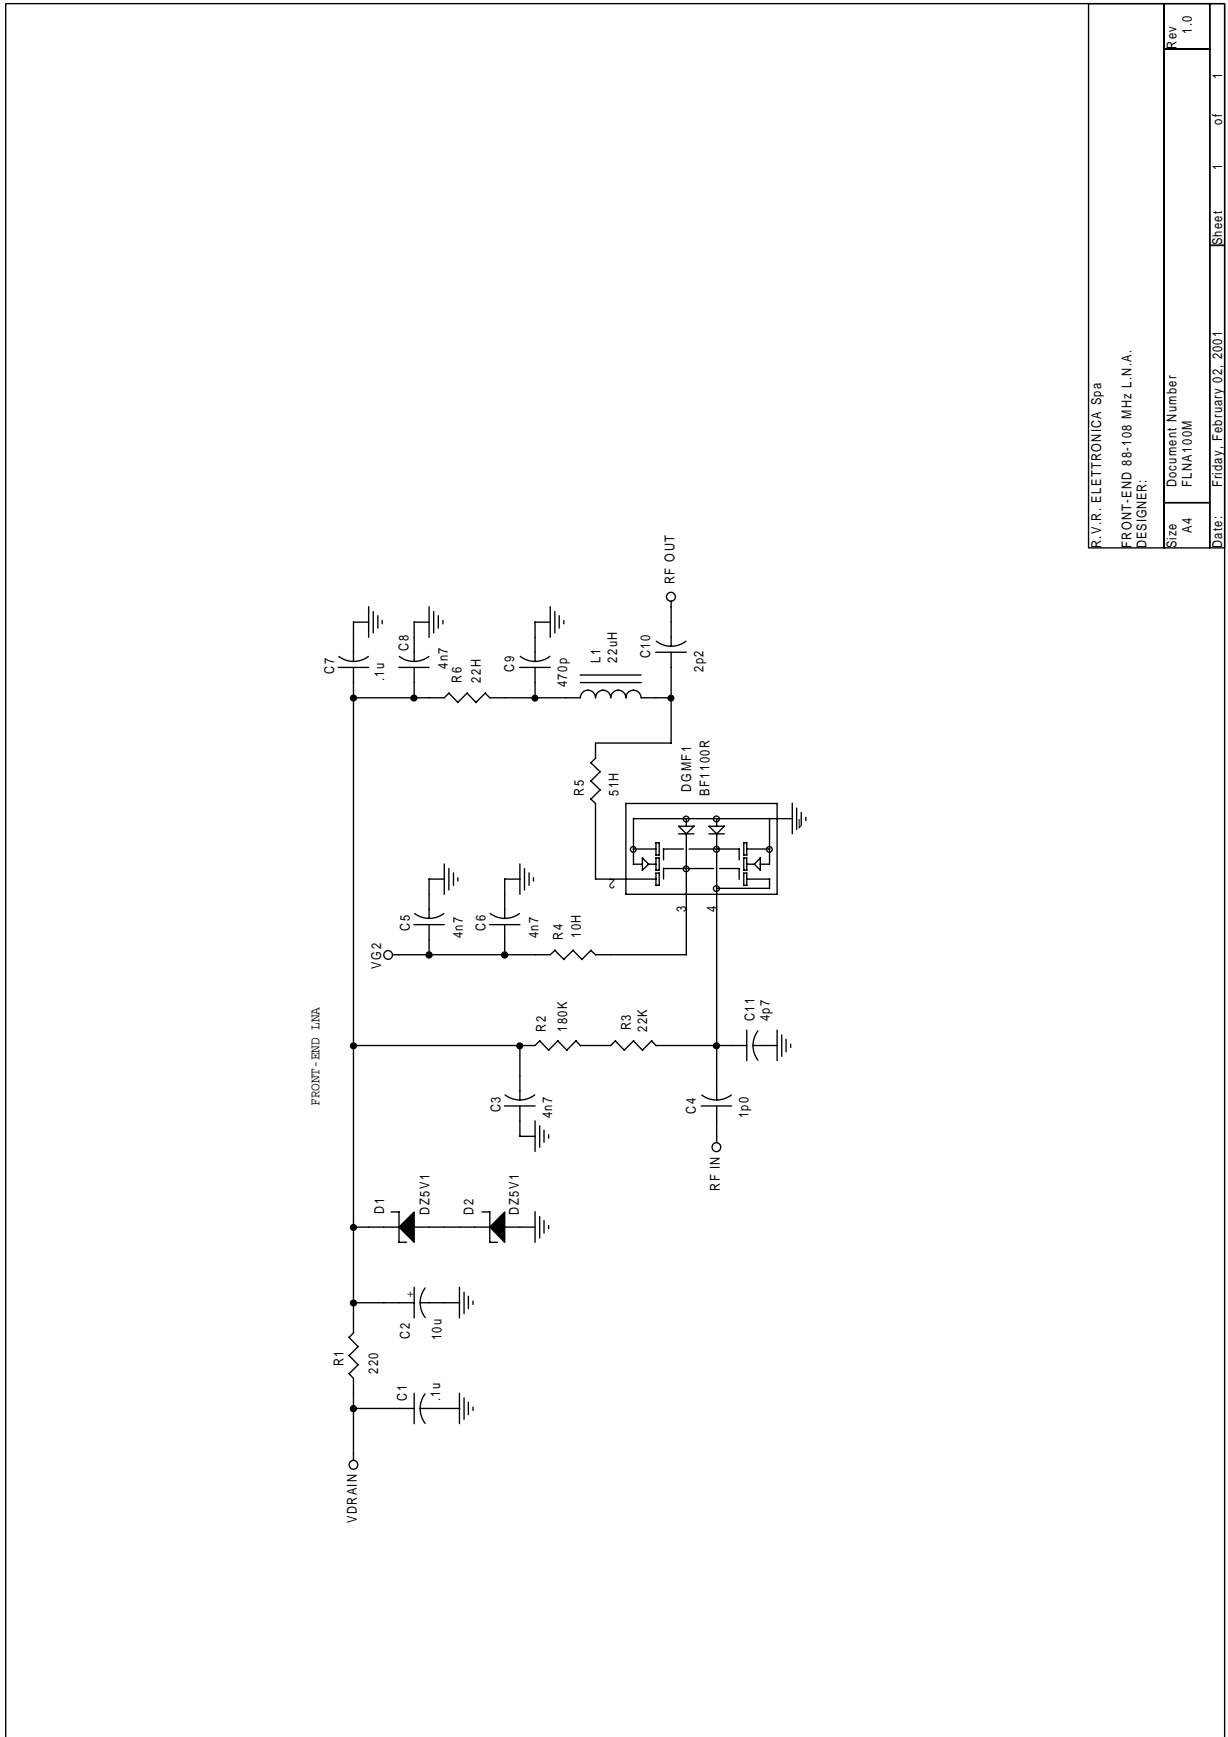 FRONT-END LNA
VDRAIN
C1
.1u
R1
220
C2
+
10u
D1
DZ5V1
D2
DZ5V1
C3
4n7
R2
180K
R3
22K
RF IN
C4
1p0
C11
4p7
VG2
C5
4n7
C6
4n7
R4
10H
3
4
2
DGMF1
BF1100R
R5
51H
C7
.1u
C8
4n7
R6
22H
C9
470p
L1
22uH
C10
2p2
RF OUT
R.V.R. ELETTRONICA Spa
FRONT-END 88-108 MHz L.N.A.
DESIGNER:
Size
A4
Document Number
FLNA100M
Rev
1.0
Date: Friday, February 02, 2001 Sheet 1 of 1